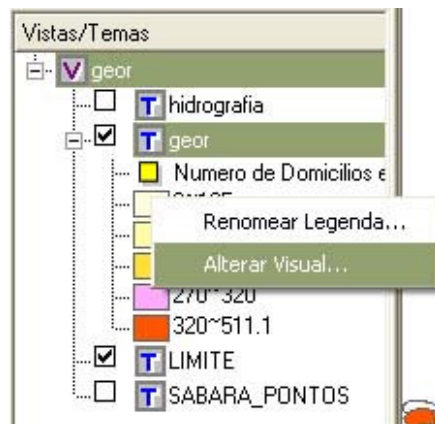 Vistas/Temas
V geor
T hidrografia
T geor
Numero de Domicilios e
Renomear Legenda...
Alterar Visual...
270~320
320~511.1
T LIMITE
T SABARA_PONTOS